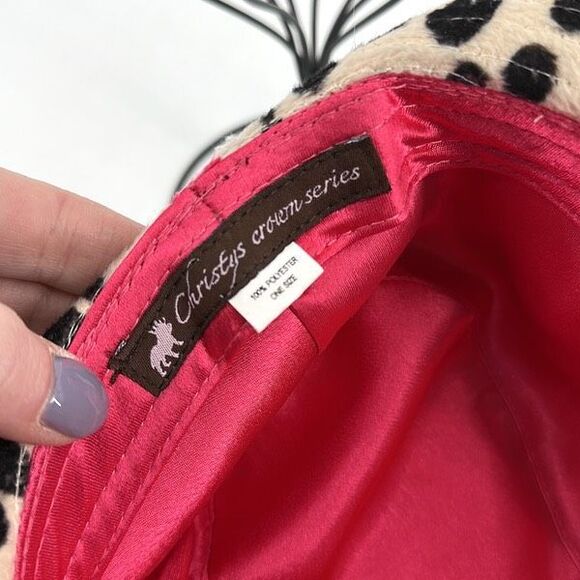 Christys crown series
100% POLYESTER
ONE SIZE